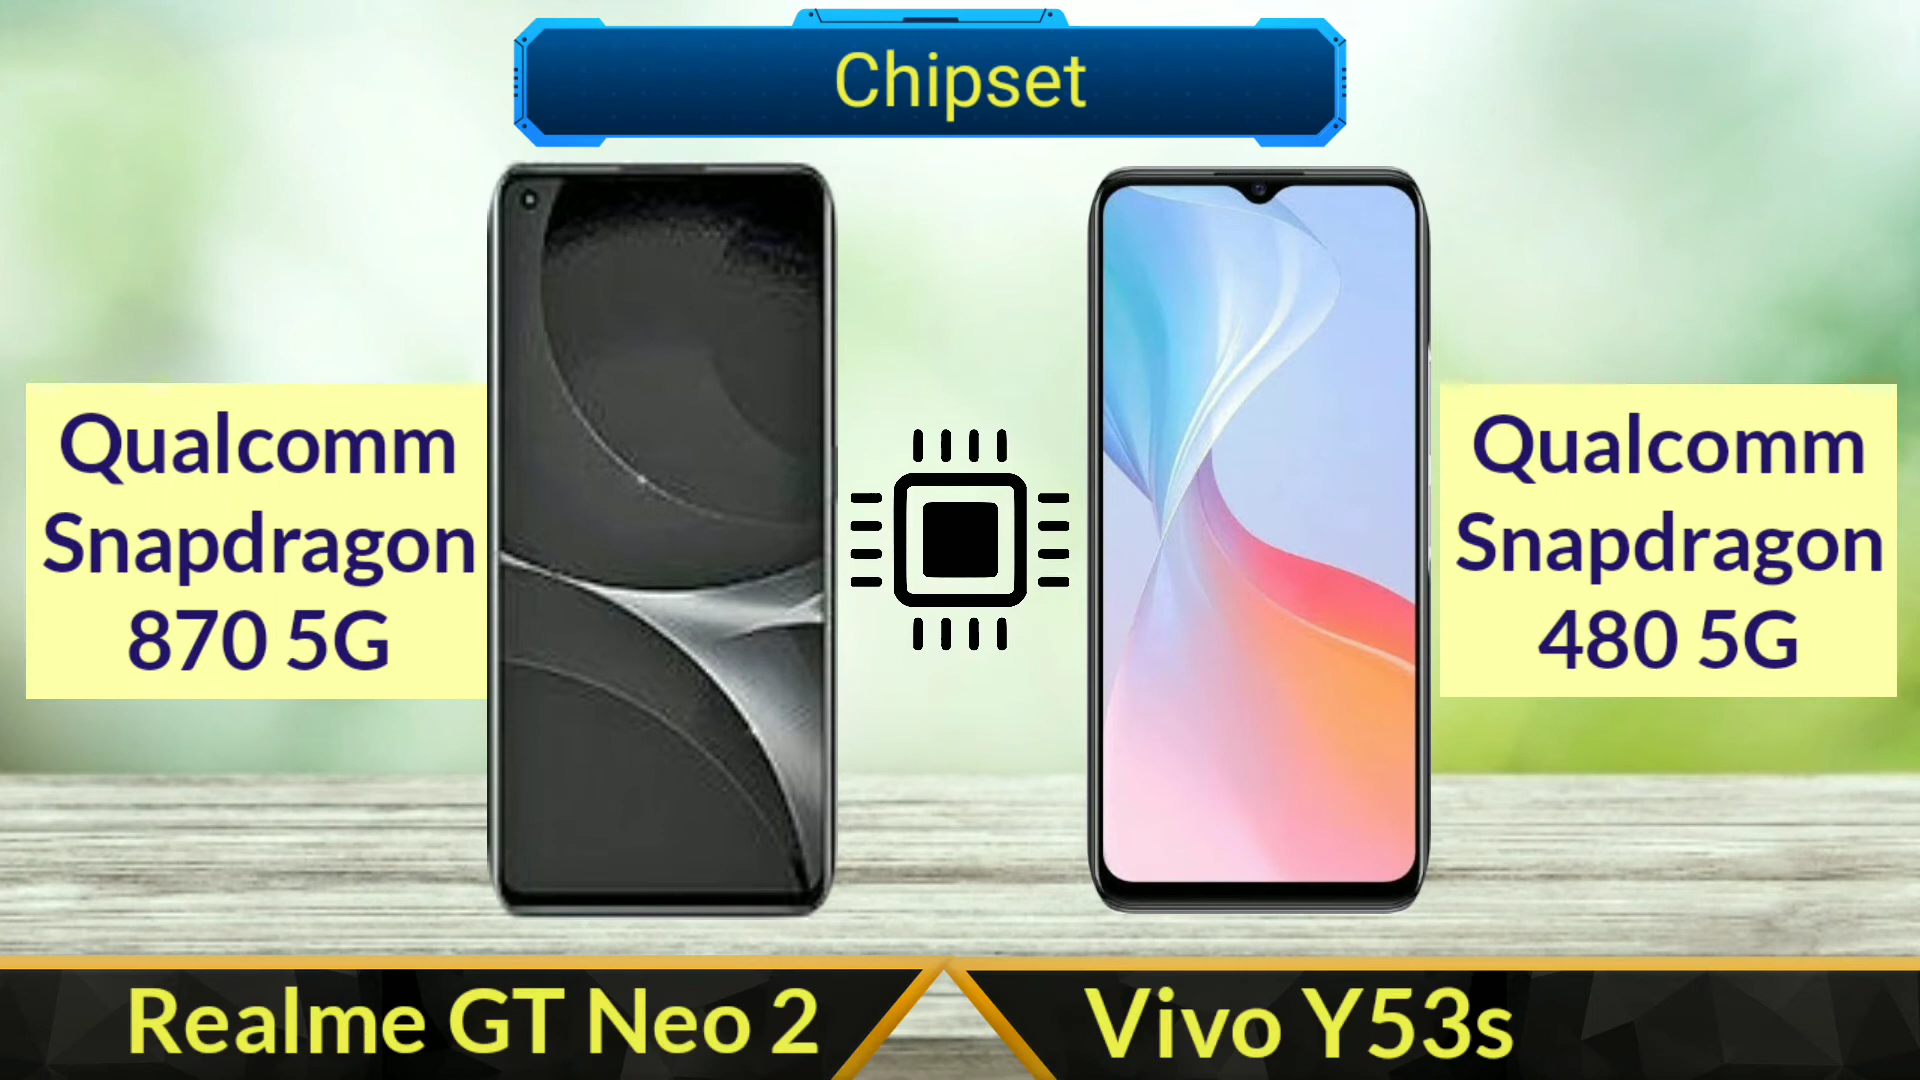 Chipset
Qualcomm
Snapdragon
870 5G
Qualcomm
Snapdragon
480 5G
Realme GT Neo 2
Vivo Y53s